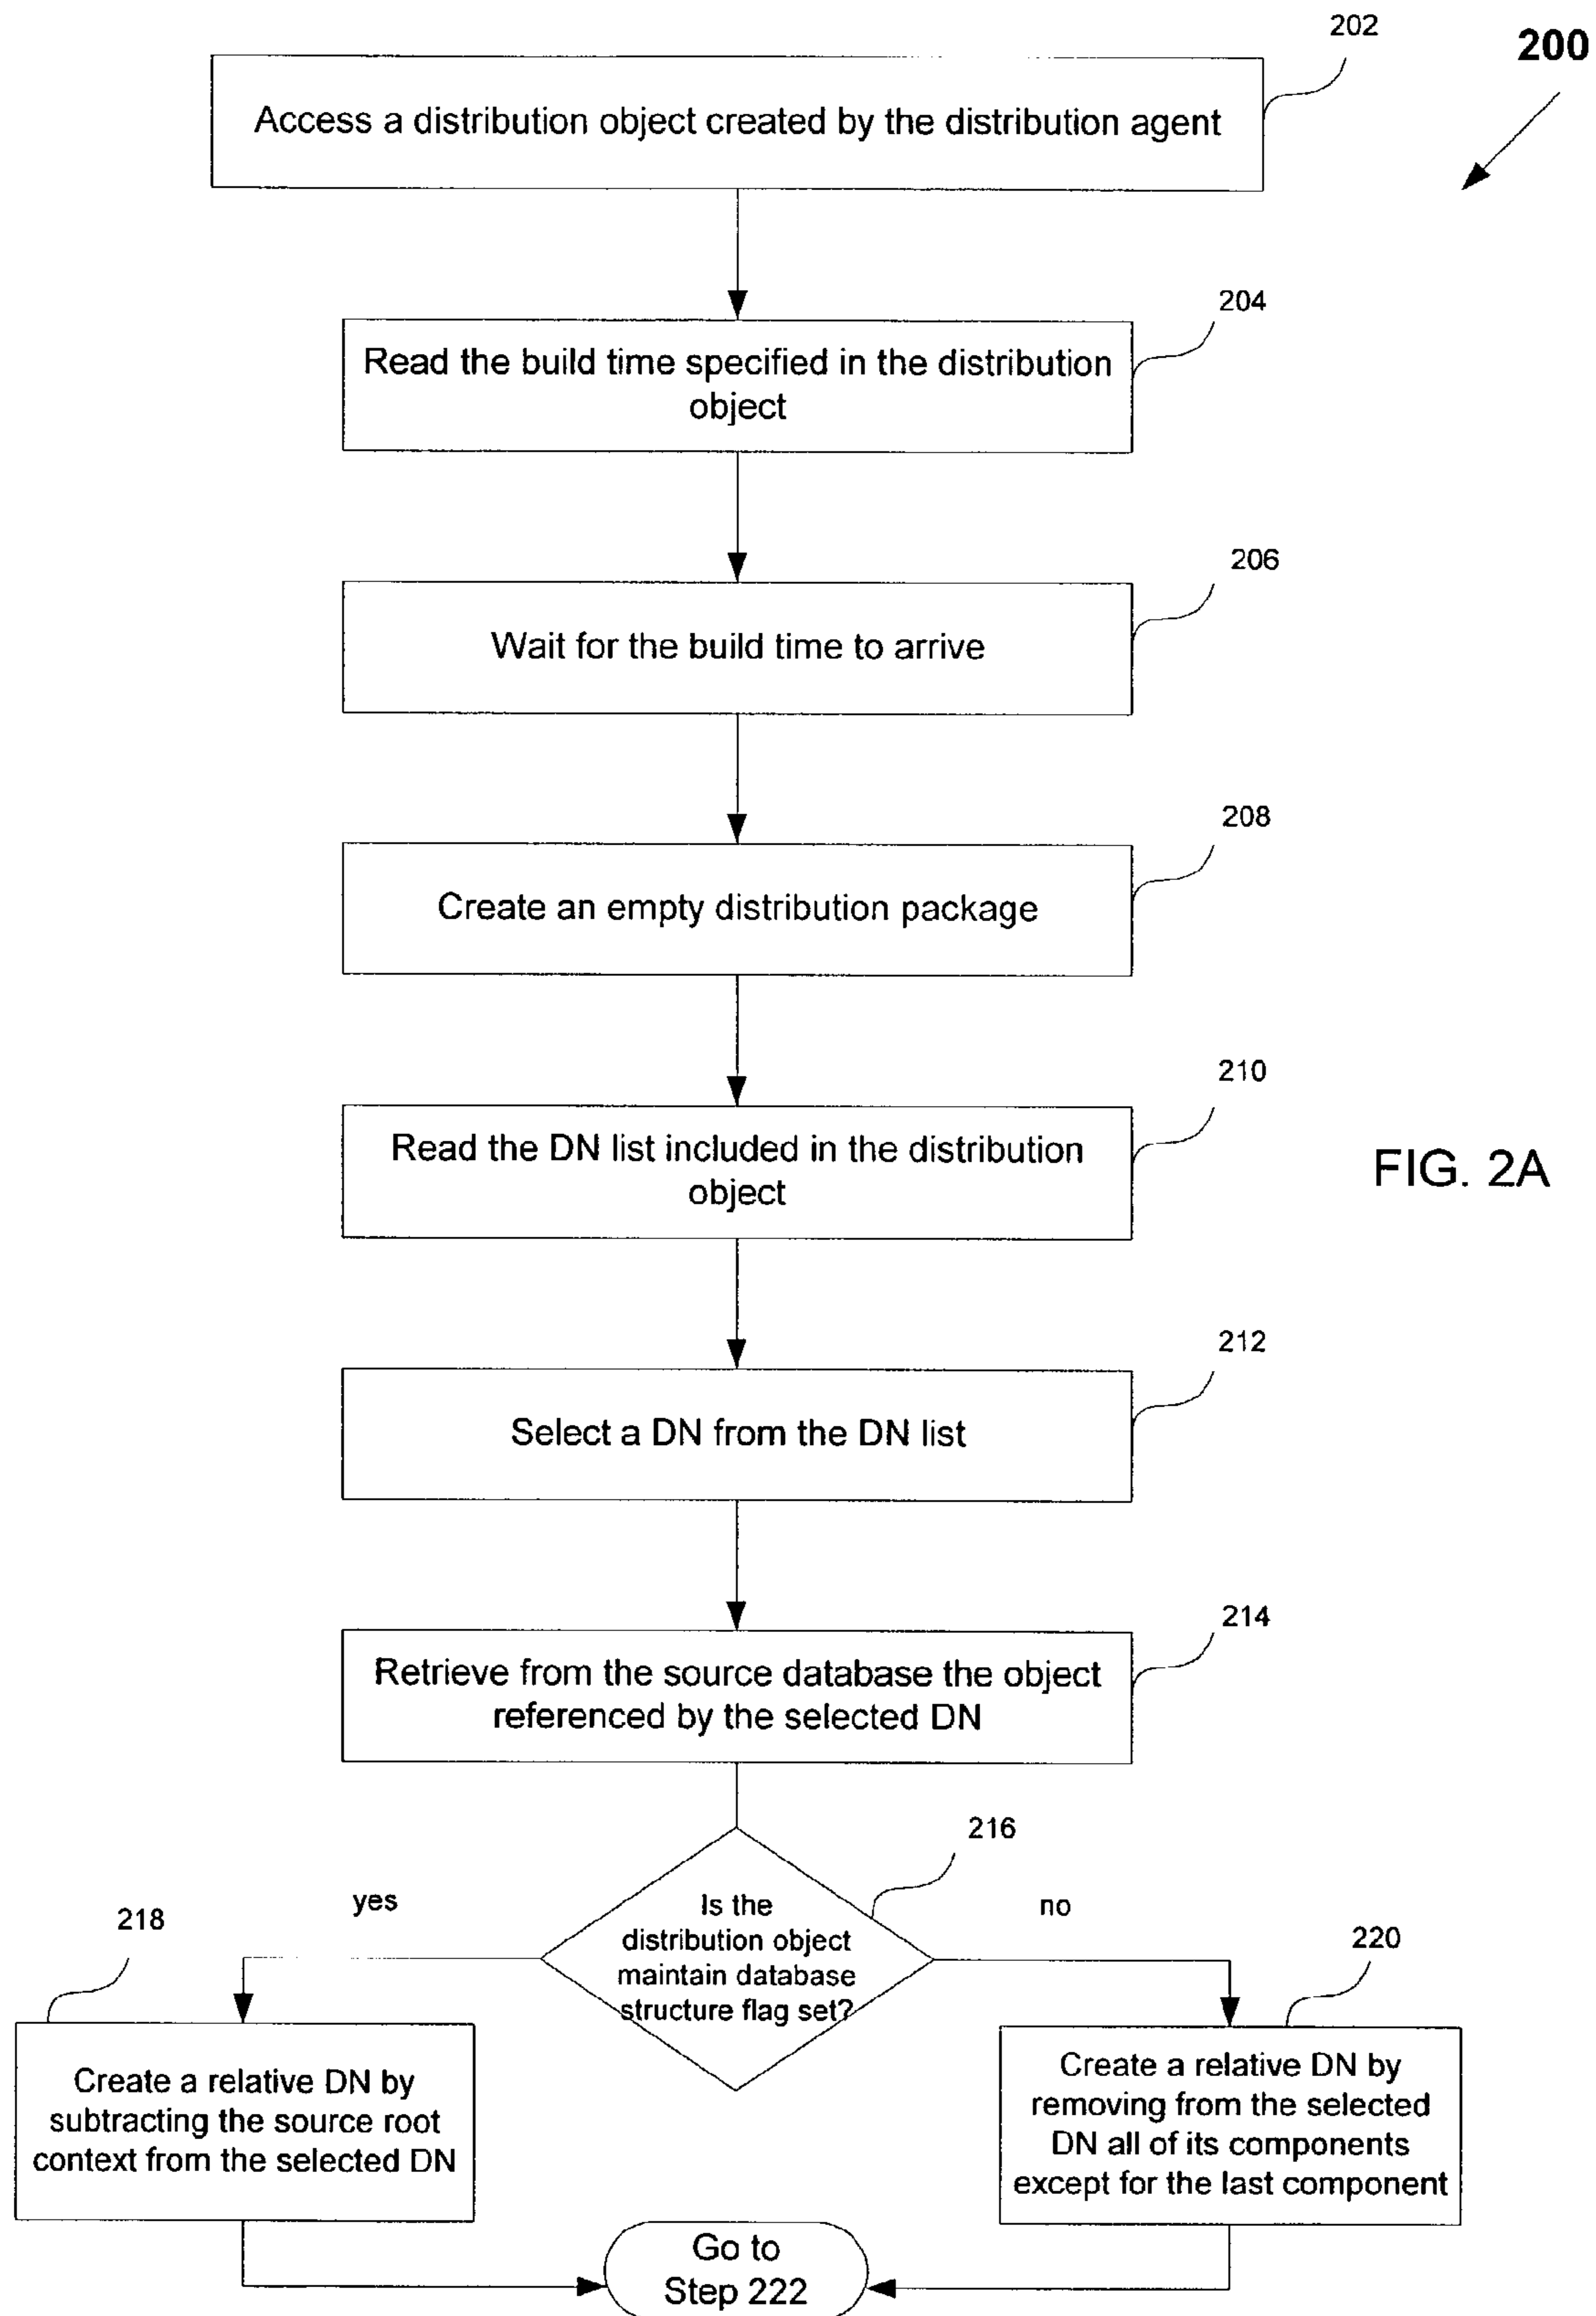 202
200
Access a distribution object created by the distribution agent
204
Read the build time specified in the distribution
object
206
Wait for the build time to arrive
208
Create an empty distribution package
210
Read the DN list included in the distribution
object
FIG. 2A
212
Select a DN from the DN list
214
Retrieve from the source database the object
referenced by the selected DN
216
yes
Is the
distribution object
maintain database
structure flag set?
no
218
220
Create a relative DN by
subtracting the source root
context from the selected DN
Create a relative DN by
removing from the selected
DN all of its components
except for the last component
Go to
Step 222